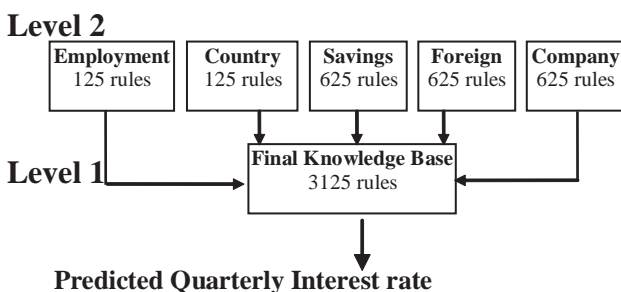 Level 2
Employment
125 rules
Country
125 rules
Savings
625 rules
Foreign
625 rules
Company
625 rules
Level 1
Final Knowledge Base
3125 rules
Predicted Quarterly Interest rate